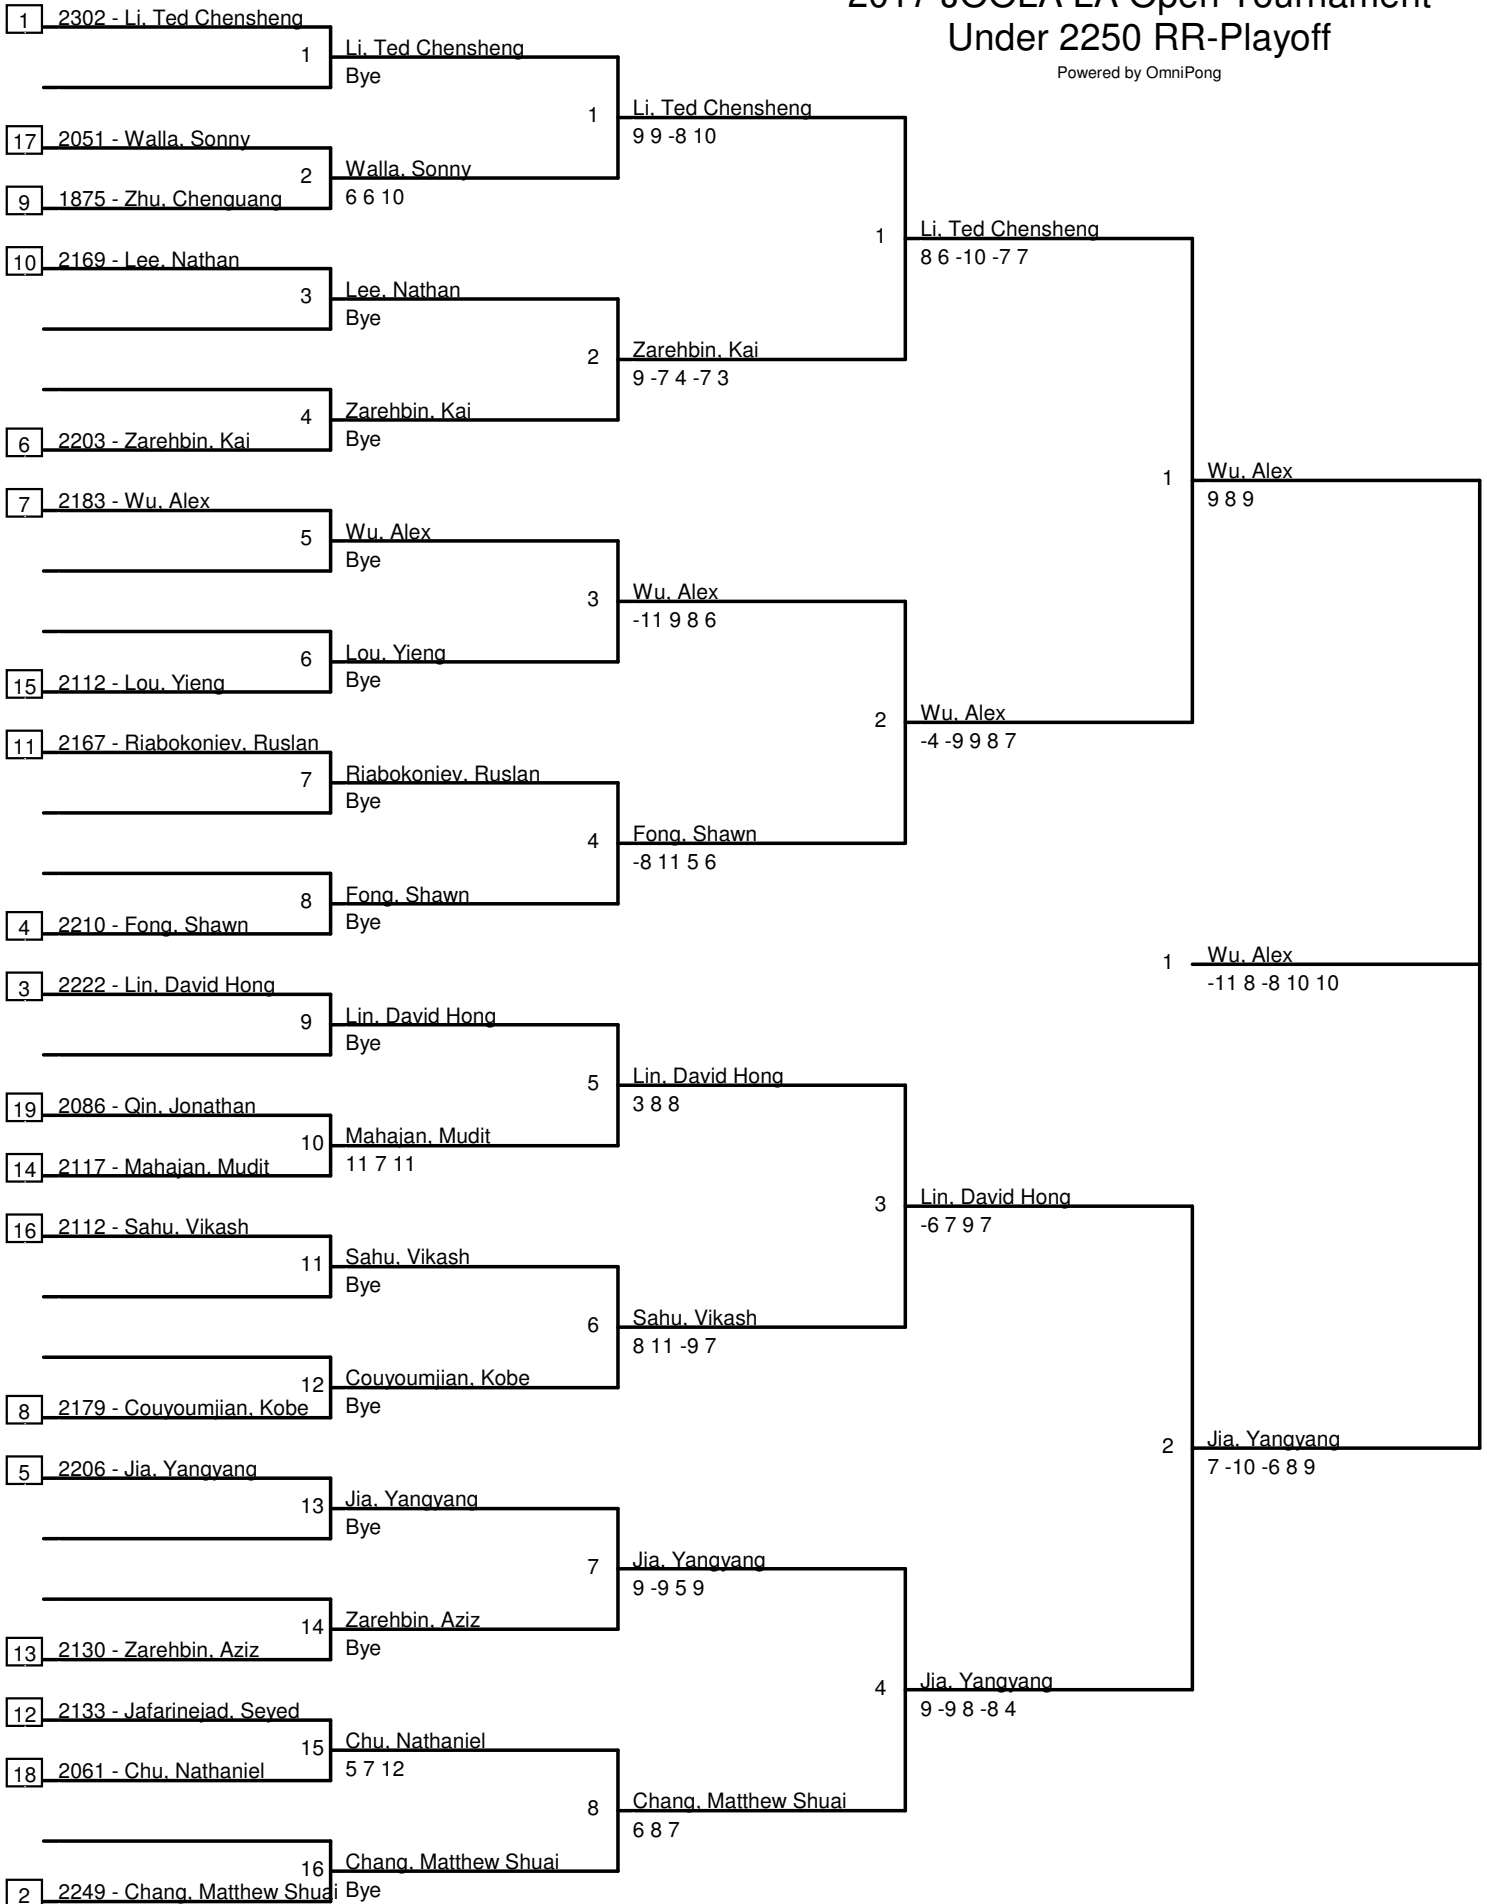 2017 JOOLA LA Open Tournament
Under 2250 RR-Playoff
Powered by OmniPong
1 2302 - Li, Ted Chensheng
1 Li, Ted Chensheng
Bye
1 Li, Ted Chensheng
9 9 -8 10
17 2051 - Walla, Sonny
2 Walla, Sonny
6 6 10
9 1875 - Zhu, Chenguang
1 Li, Ted Chensheng
8 6 -10 -7 7
10 2169 - Lee, Nathan
3 Lee, Nathan
Bye
2 Zarehbin, Kai
9 -7 4 -7 3
4 Zarehbin, Kai
Bye
6 2203 - Zarehbin, Kai
1 Wu, Alex
9 8 9
7 2183 - Wu, Alex
5 Wu, Alex
Bye
3 Wu, Alex
-11 9 8 6
6 Lou, Yieng
Bye
15 2112 - Lou, Yieng
2 Wu, Alex
-4 -9 9 8 7
11 2167 - Riabokoniev, Ruslan
7 Riabokoniev, Ruslan
Bye
4 Fong, Shawn
-8 11 5 6
8 Fong, Shawn
Bye
4 2210 - Fong, Shawn
1 Wu, Alex
-11 8 -8 10 10
3 2222 - Lin, David Hong
9 Lin, David Hong
Bye
5 Lin, David Hong
3 8 8
19 2086 - Qin, Jonathan
10 Mahajan, Mudit
11 7 11
14 2117 - Mahajan, Mudit
3 Lin, David Hong
-6 7 9 7
16 2112 - Sahu, Vikash
11 Sahu, Vikash
Bye
6 Sahu, Vikash
8 11 -9 7
12 Couyoumjian, Kobe
Bye
8 2179 - Couyoumjian, Kobe
2 Jia, Yangyang
7 -10 -6 8 9
5 2206 - Jia, Yangyang
13 Jia, Yangyang
Bye
7 Jia, Yangyang
9 -9 5 9
14 Zarehbin, Aziz
Bye
13 2130 - Zarehbin, Aziz
4 Jia, Yangyang
9 -9 8 -8 4
12 2133 - Jafarinejad, Seyed
15 Chu, Nathaniel
5 7 12
18 2061 - Chu, Nathaniel
8 Chang, Matthew Shuai
6 8 7
16 Chang, Matthew Shuai
Bye
2 2249 - Chang, Matthew Shuai